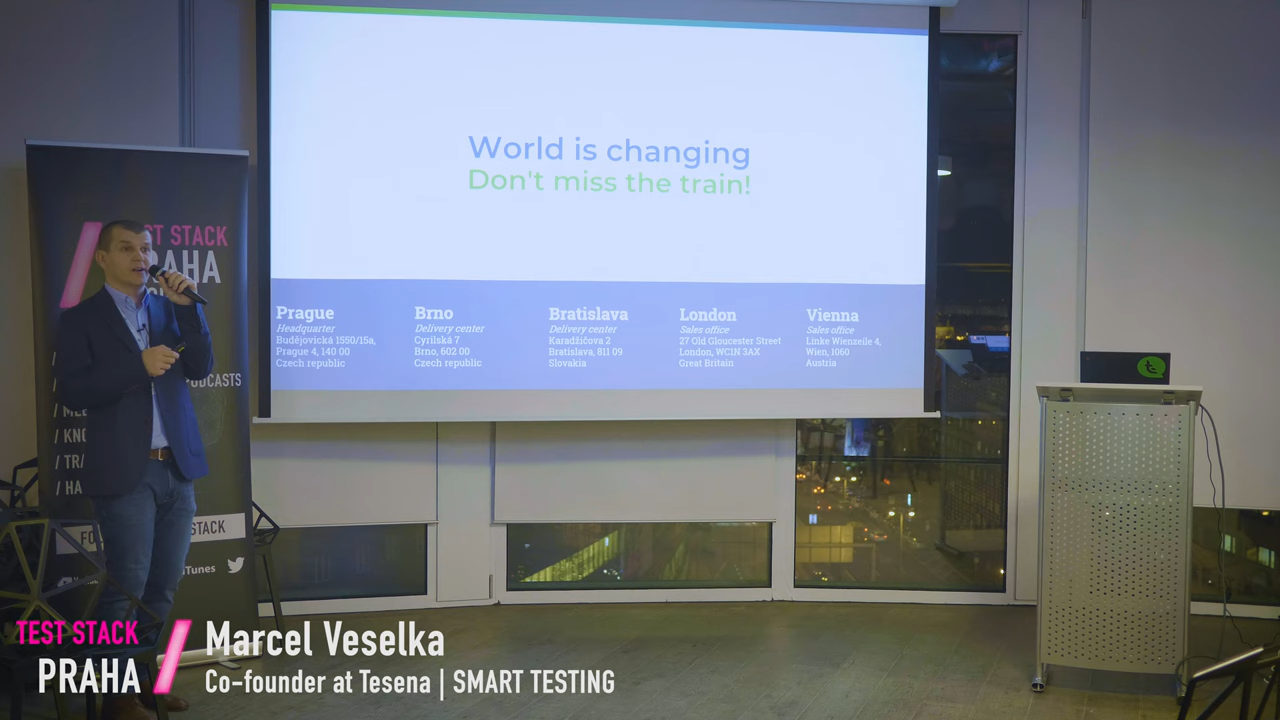 World is changing
Don't miss the train!
Prague
Headquarter
Budějovická 1550/15a,
Prague 4, 140 00
Czech republic
Brno
Delivery center
Cyrilská 7
Brno, 602 00
Czech republic
Bratislava
Delivery center
Karadžičova 2
Bratislava, 811 09
Slovakia
London
Sales office
27 Old Gloucester Street
London, WC1N 3AX
Great Britain
Vienna
Sales office
Linke Wienzeile 4,
Wien, 1060
Austria
STACK
PODCASTS
STACK
TEST STACK
PRAHA
Marcel Veselka
Co-founder at Tesena | SMART TESTING